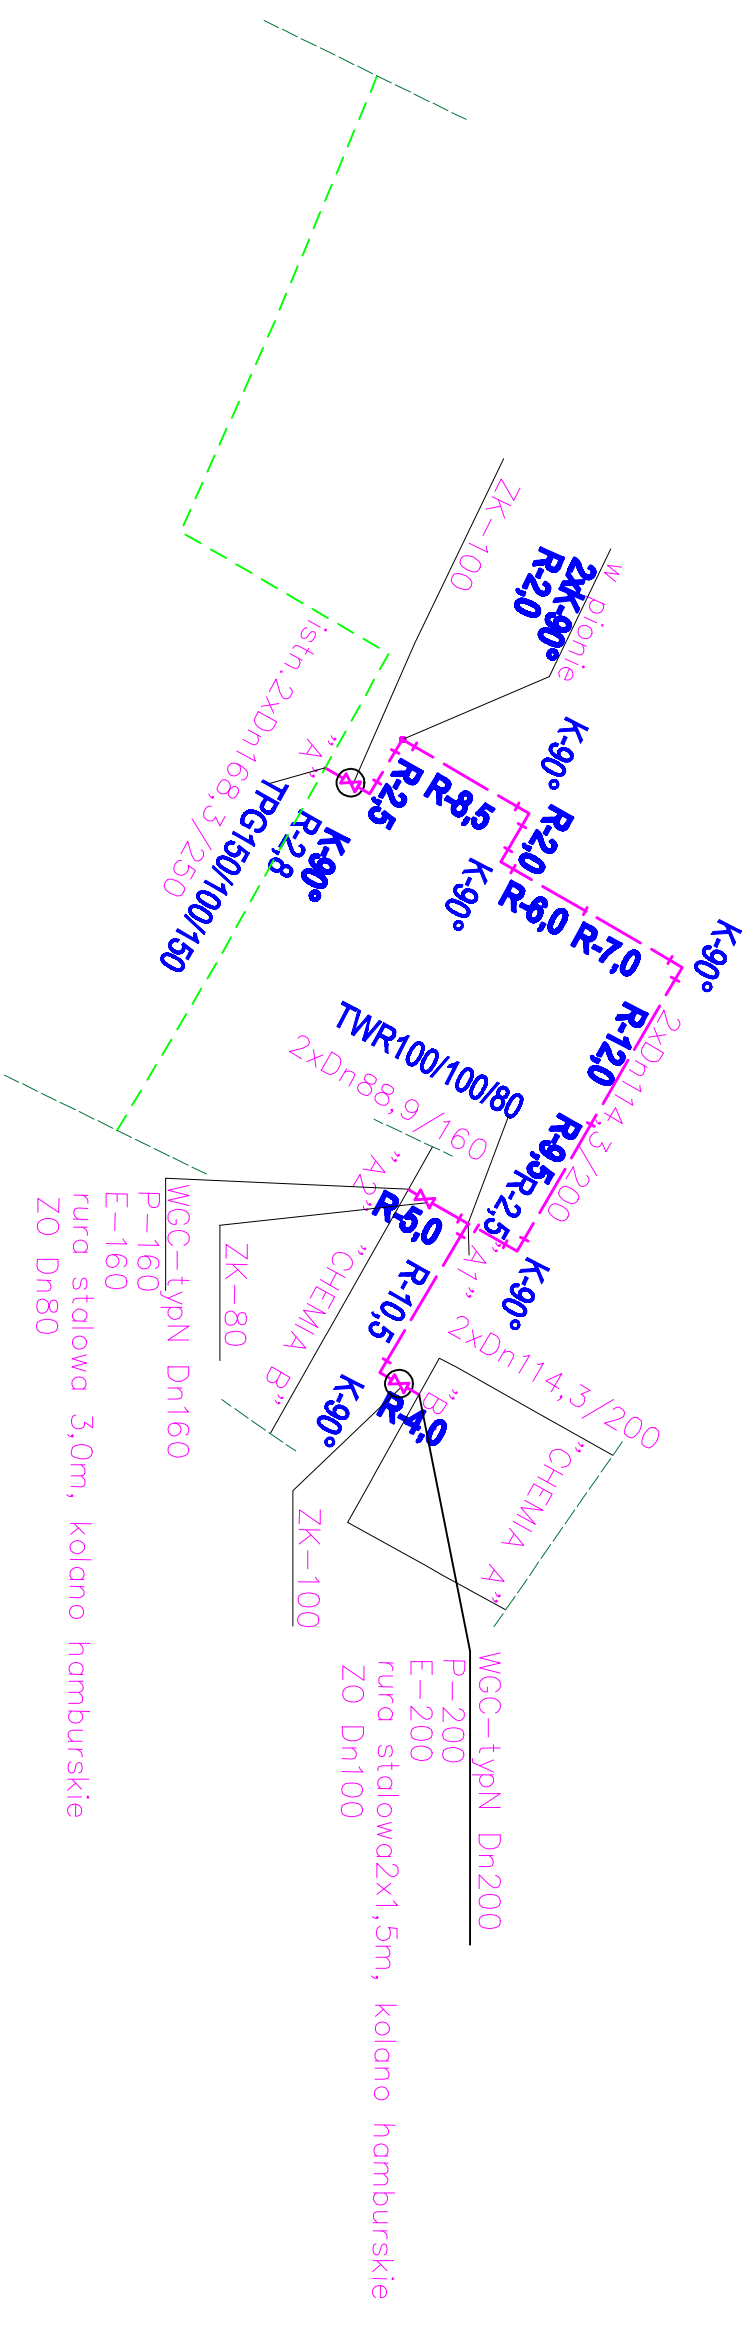 ZK-100
w pionie
2xK-90°
R-2,0
K-90°
istn.2xDn168,3/250
"A"
R-2,5
R-8,5
R-2,0
TPG150/100/150
R-2,8
K-90°
K-90°
R-6,0
R-7,0
K-90°
R-12,0
2xDn114,3/200
TWR100/100/80
2xDn88,9/160
R-9,5
R-2,5
"A2"
R-5,0
"A1"
K-90°
"CHEMIA B"
R-10,5
2xDn114,3/200
K-90°
"B"
R-4,0
"CHEMIA A"
WGC-typN Dn160
P-160
E-160
rura stalowa 3,0m, kolano hamburskie
ZO Dn80
ZK-80
ZK-100
WGC-typN Dn200
P-200
E-200
rura stalowa2x1,5m, kolano hamburskie
ZO Dn100